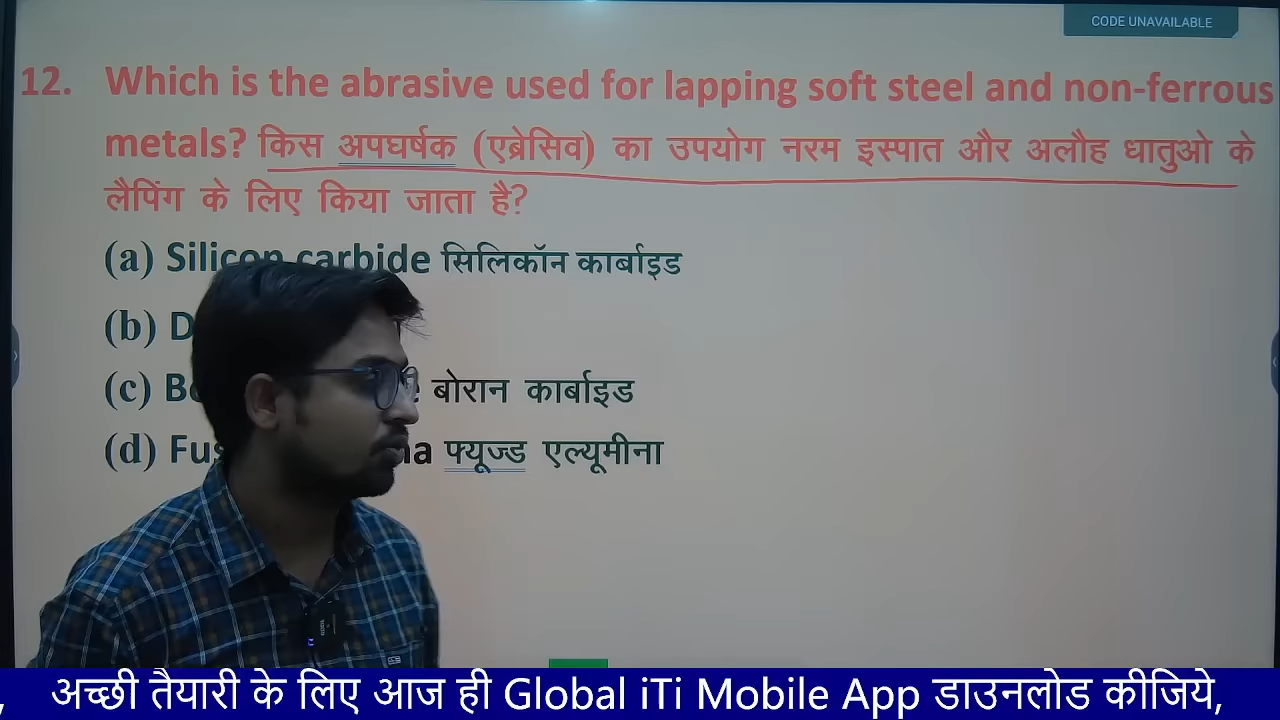 CODE UNAVAILABLE
12. Which is the abrasive used for lapping soft steel and non-ferrous
metals? किस अपघर्षक (एब्रेसिव) का उपयोग नरम इस्पात और अलौह धातुओ के
लैपिंग के लिए किया जाता है?
(a) Silicon carbide सिलिकॉन कार्बाइड
(b)
(c) बोरान कार्बाइड
(d) फ्यूज्ड एल्यूमीना
अच्छी तैयारी के लिए आज ही Global iTi Mobile App डाउनलोड कीजिये,